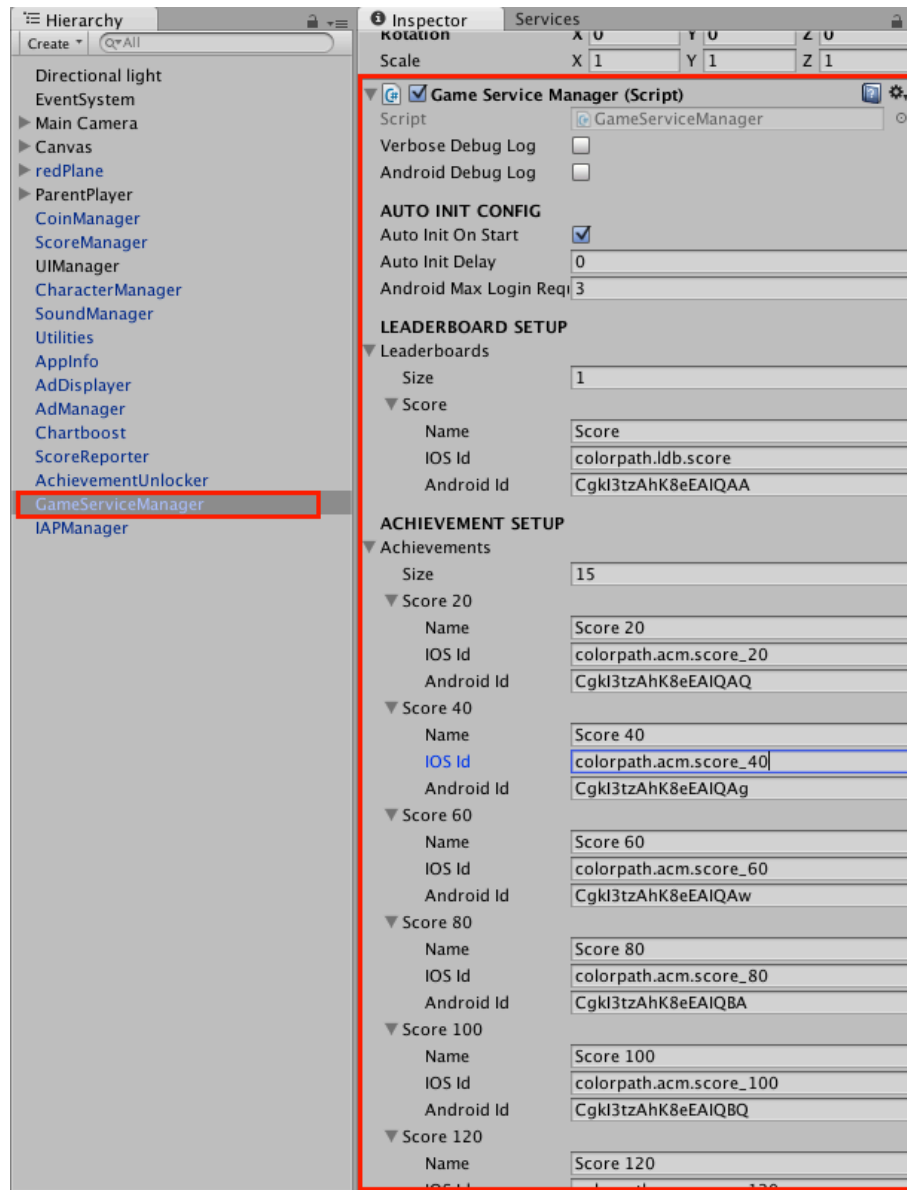 Hierarchy
Create
All
Directional light
EventSystem
Main Camera
Canvas
redPlane
ParentPlayer
CoinManager
ScoreManager
UIManager
CharacterManager
SoundManager
Utilities
AppInfo
AdDisplayer
AdManager
Chartboost
ScoreReporter
AchievementUnlocker
GameServiceManager
IAPManager
Inspector Services
Rotation X 0 Y 0 Z 0
Scale X 1 Y 1 Z 1
Game Service Manager (Script)
Script GameServiceManager
Verbose Debug Log
Android Debug Log
AUTO INIT CONFIG
Auto Init On Start
Auto Init Delay 0
Android Max Login Requ 3
LEADERBOARD SETUP
Leaderboards
Size 1
Score
Name Score
IOS Id colorpath.ldb.score
Android Id CgkI3tzAhK8eEAIQAA
ACHIEVEMENT SETUP
Achievements
Size 15
Score 20
Name Score 20
IOS Id colorpath.acm.score_20
Android Id CgkI3tzAhK8eEAIQAQ
Score 40
Name Score 40
IOS Id colorpath.acm.score_40
Android Id CgkI3tzAhK8eEAIQAg
Score 60
Name Score 60
IOS Id colorpath.acm.score_60
Android Id CgkI3tzAhK8eEAIQAw
Score 80
Name Score 80
IOS Id colorpath.acm.score_80
Android Id CgkI3tzAhK8eEAIQBA
Score 100
Name Score 100
IOS Id colorpath.acm.score_100
Android Id CgkI3tzAhK8eEAIQBQ
Score 120
Name Score 120